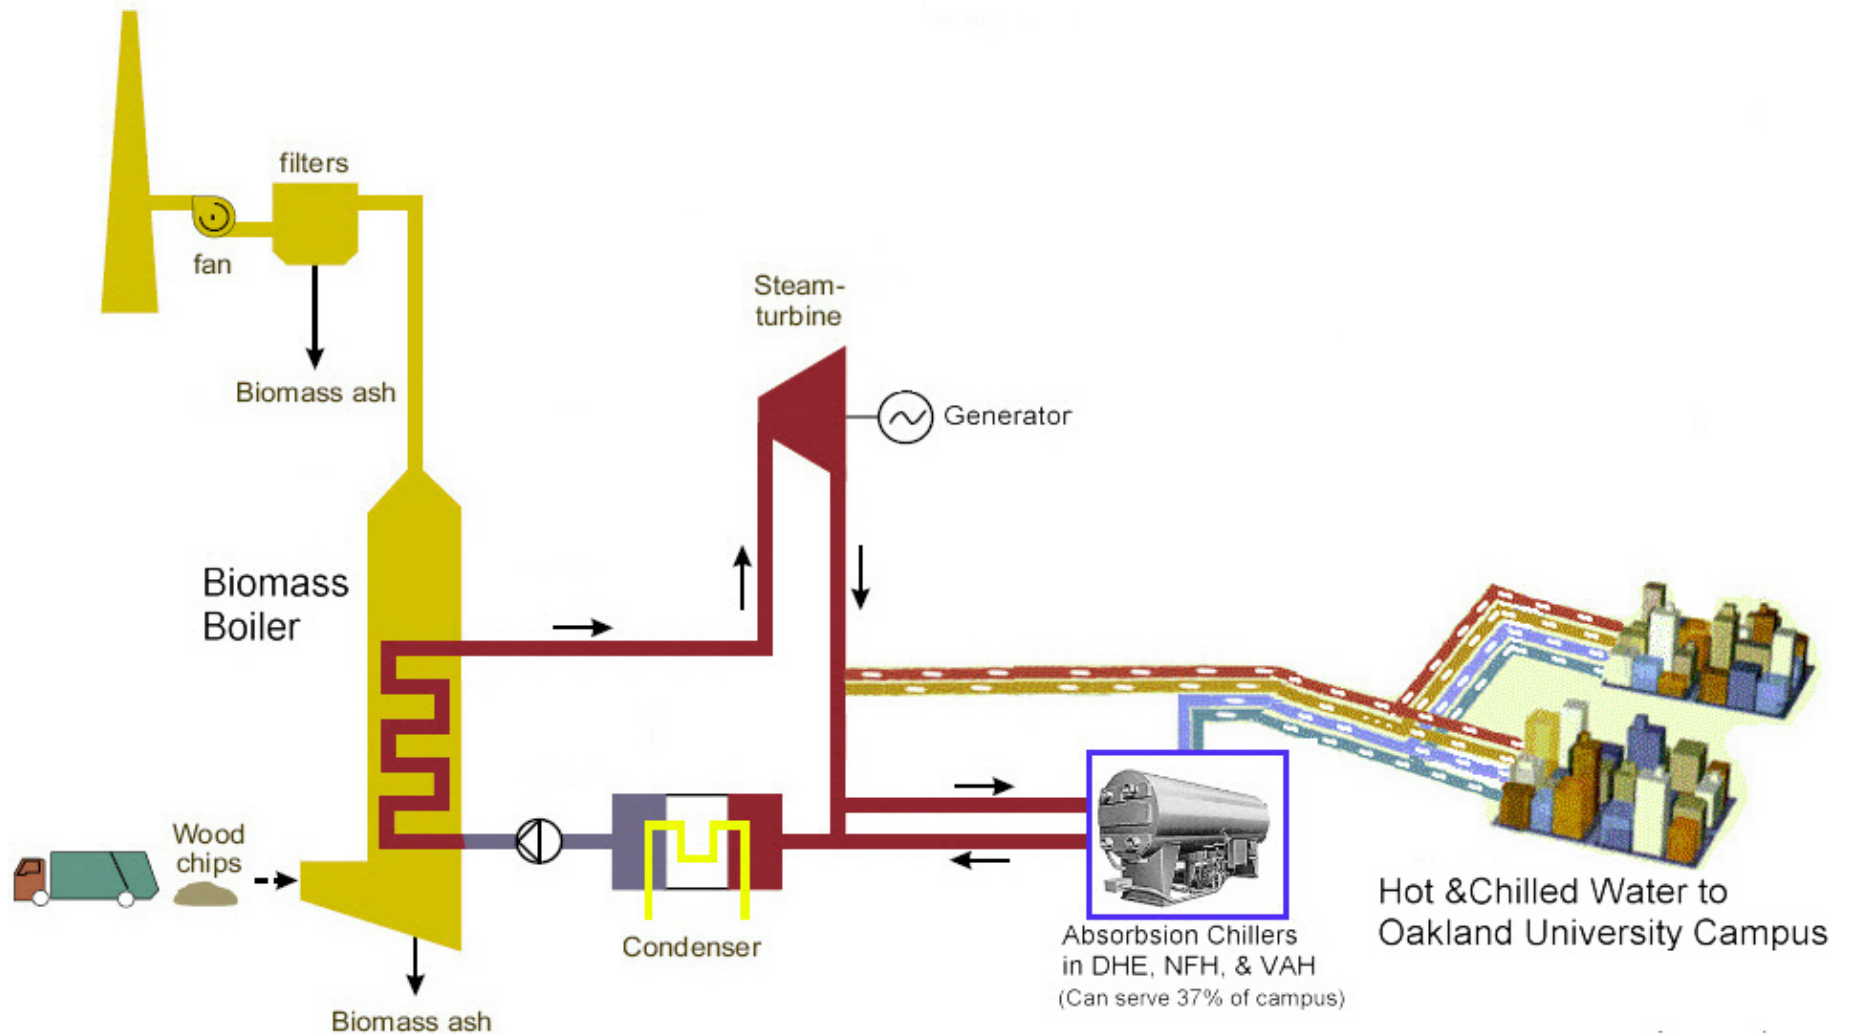 filters
fan
Biomass ash
Steam-
turbine
Generator
Biomass
Boiler
Wood
chips
Condenser
Biomass ash
Absorbsion Chillers
in DHE, NFH, & VAH
(Can serve 37% of campus)
Hot &Chilled Water to
Oakland University Campus